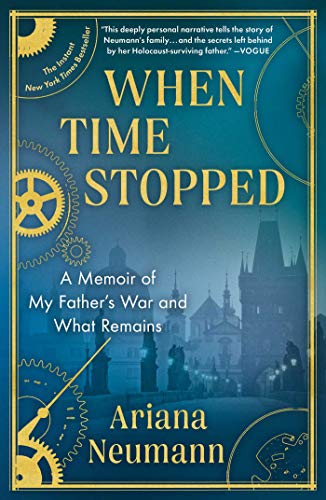 The Instant
New York Times Bestseller
"This deeply personal narrative tells the story of
Neumann's family . . . and the secrets left behind
by her Holocaust-surviving father." —VOGUE
WHEN
TIME
STOPPED
A Memoir of
My Father's War and
What Remains
Ariana
Neumann